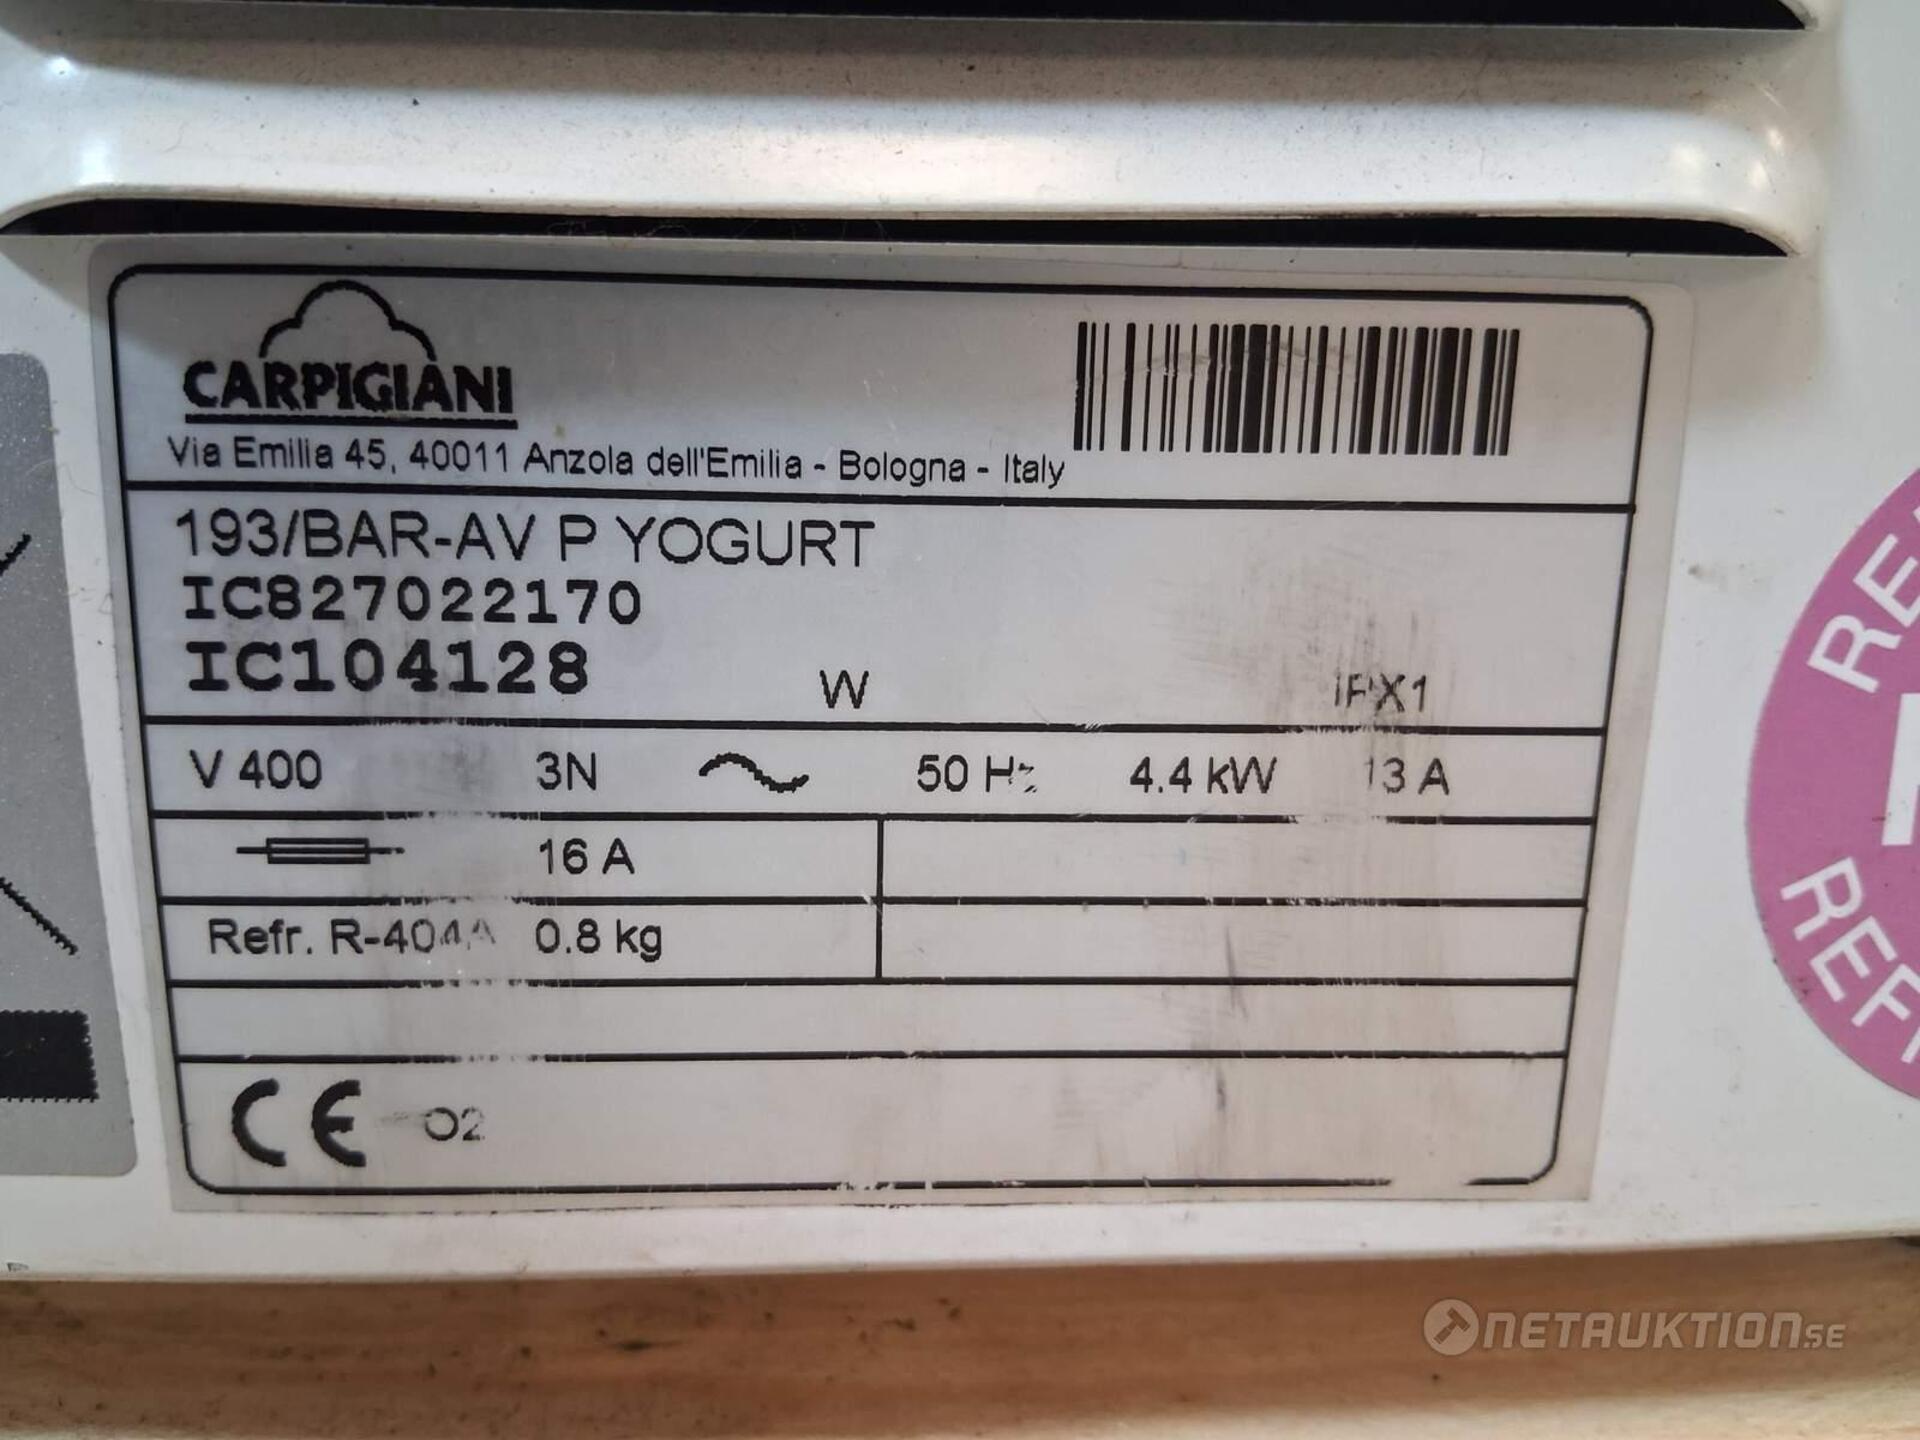 CARPIGIANI
Via Emilia 45, 40011 Anzola dell'Emilia - Bologna - Italy
193/BAR-AV P YOGURT
IC827022170
IC104128 W IPX1
V 400 3N 50 Hz 4.4 kW 13 A
16 A
Refr. R-404A 0.8 kg
CE 02
NETAUKTION.SE